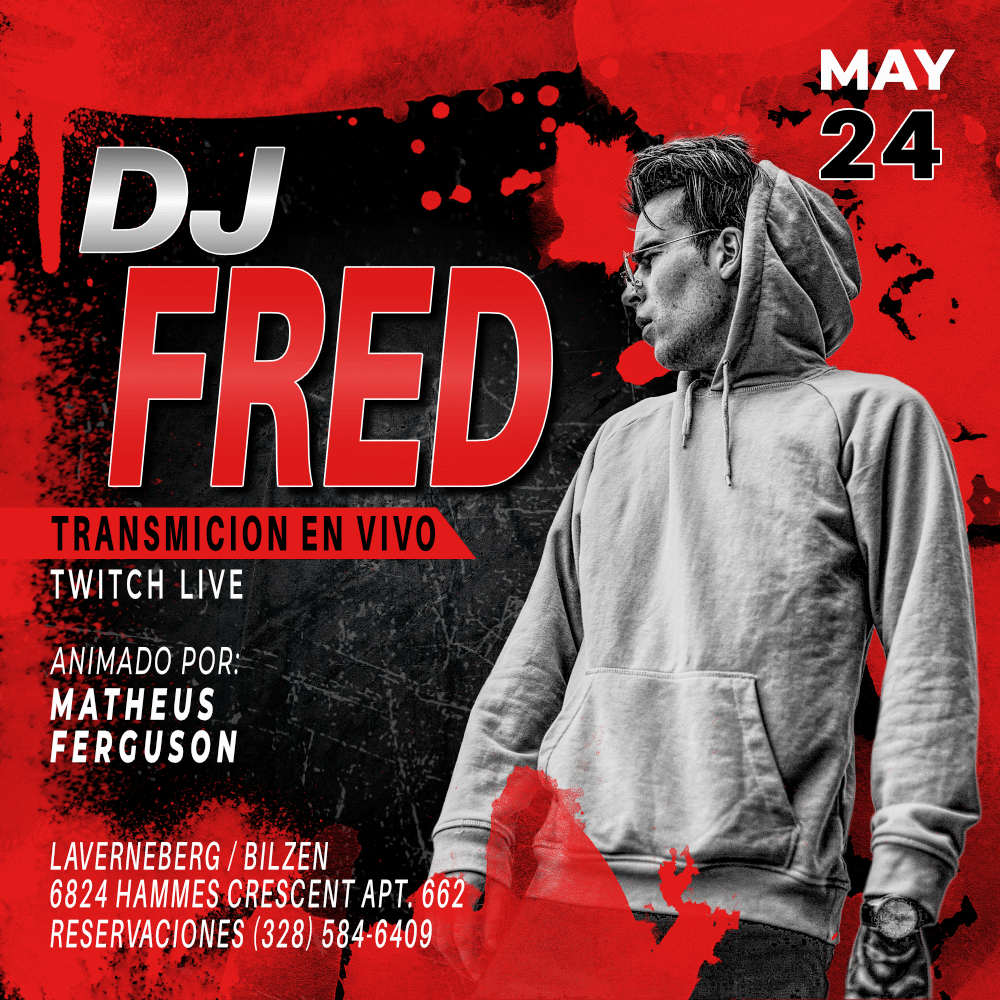 MAY
24
DJ
FRED
TRANSMICION EN VIVO
TWITCH LIVE
ANIMADO POR:
MATHEUS
FERGUSON
LAVERNEBERG / BILZEN
6824 HAMMES CRESCENT APT. 662
RESERVACIONES (328) 584-6409